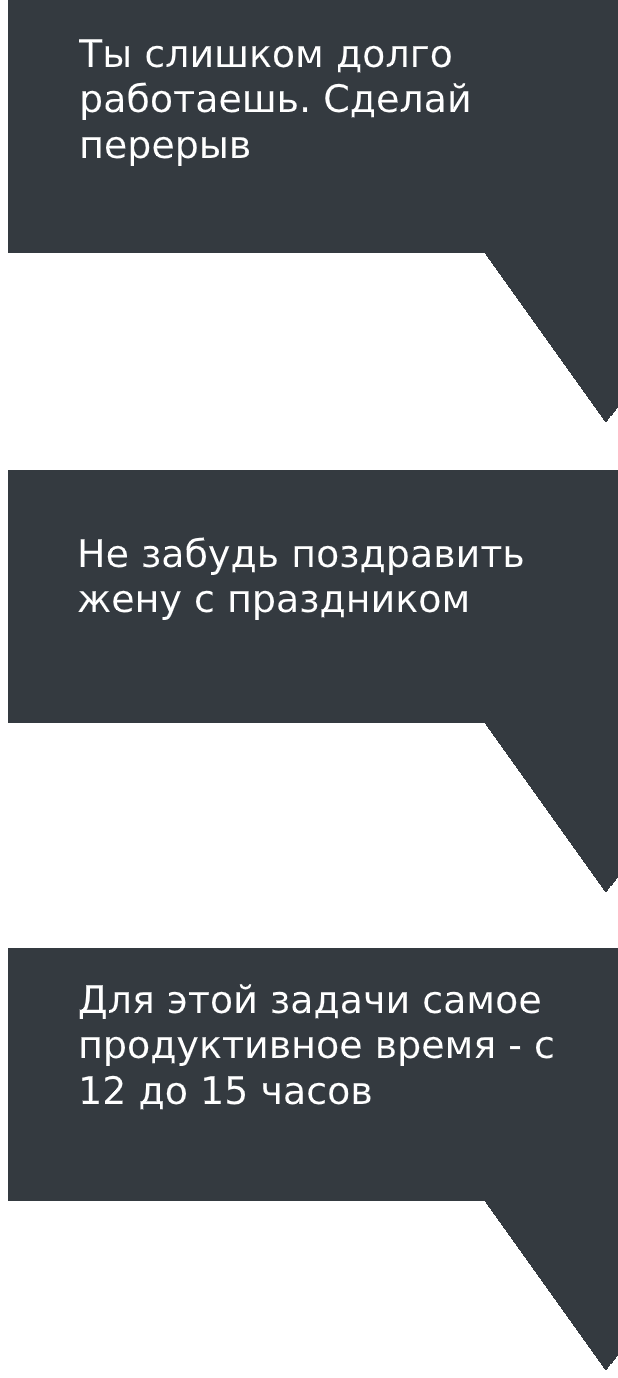 Ты слишком долго
работаешь. Сделай
перерыв
Не забудь поздравить
жену с праздником
Для этой задачи самое
продуктивное время - с
12 до 15 часов